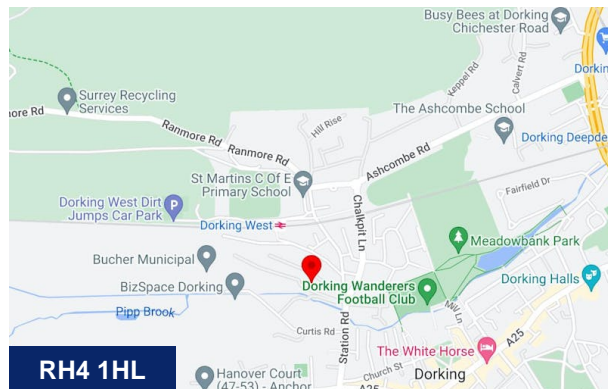 Busy Bees at Dorking
Chichester Road
Keppel Rd
Calvert Rd
Surrey Recycling
Services
Ranmore Rd
Ranmore Rd
Hill Rise
The Ashcombe School
Ashcombe Rd
Dorking Deepde
St Martins C Of E
Primary School
Fairfield Dr
Dorking West Dirt
Jumps Car Park
P
Chalkpit Ln
Dorking West
Meadowbank Park
Bucher Municipal
Dorking Halls
BizSpace Dorking
Dorking Wanderers
Football Club
Pipp Brook
Mill Ln
A25
Curtis Rd
Station Rd
The White Horse
Church St
Dorking
RH4 1HL
Hanover Court
(47-53) - Anchor
A25
Dorkin